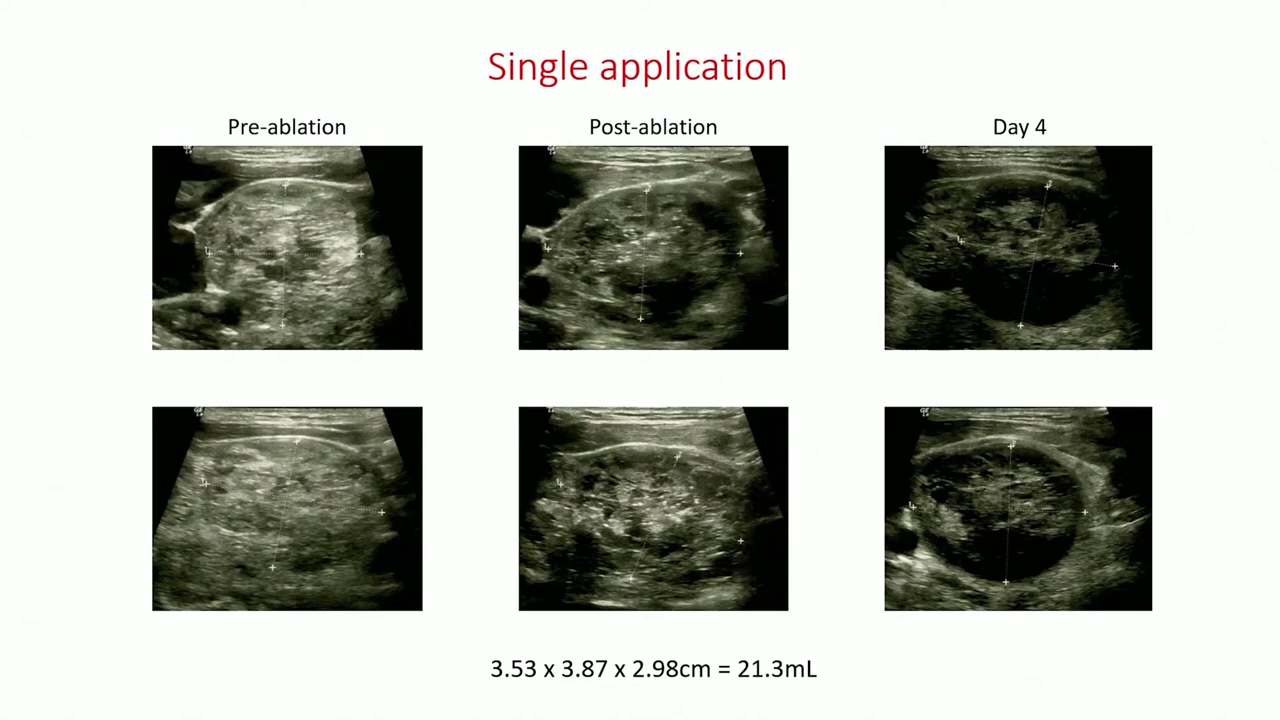 Single application
Pre-ablation
Post-ablation
Day 4
3.53 x 3.87 x 2.98cm = 21.3mL